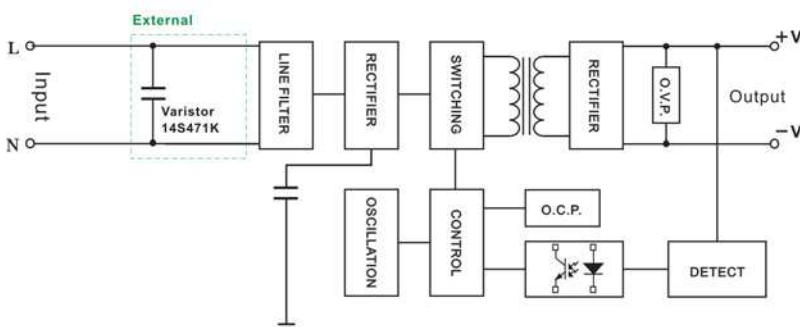 External
L
+V
Input
Varistor
14S471K
LINE FILTER
RECTIFIER
SWITCHING
RECTIFIER
O.V.P.
Output
N
−V
OSCILLATION
CONTROL
O.C.P.
DETECT